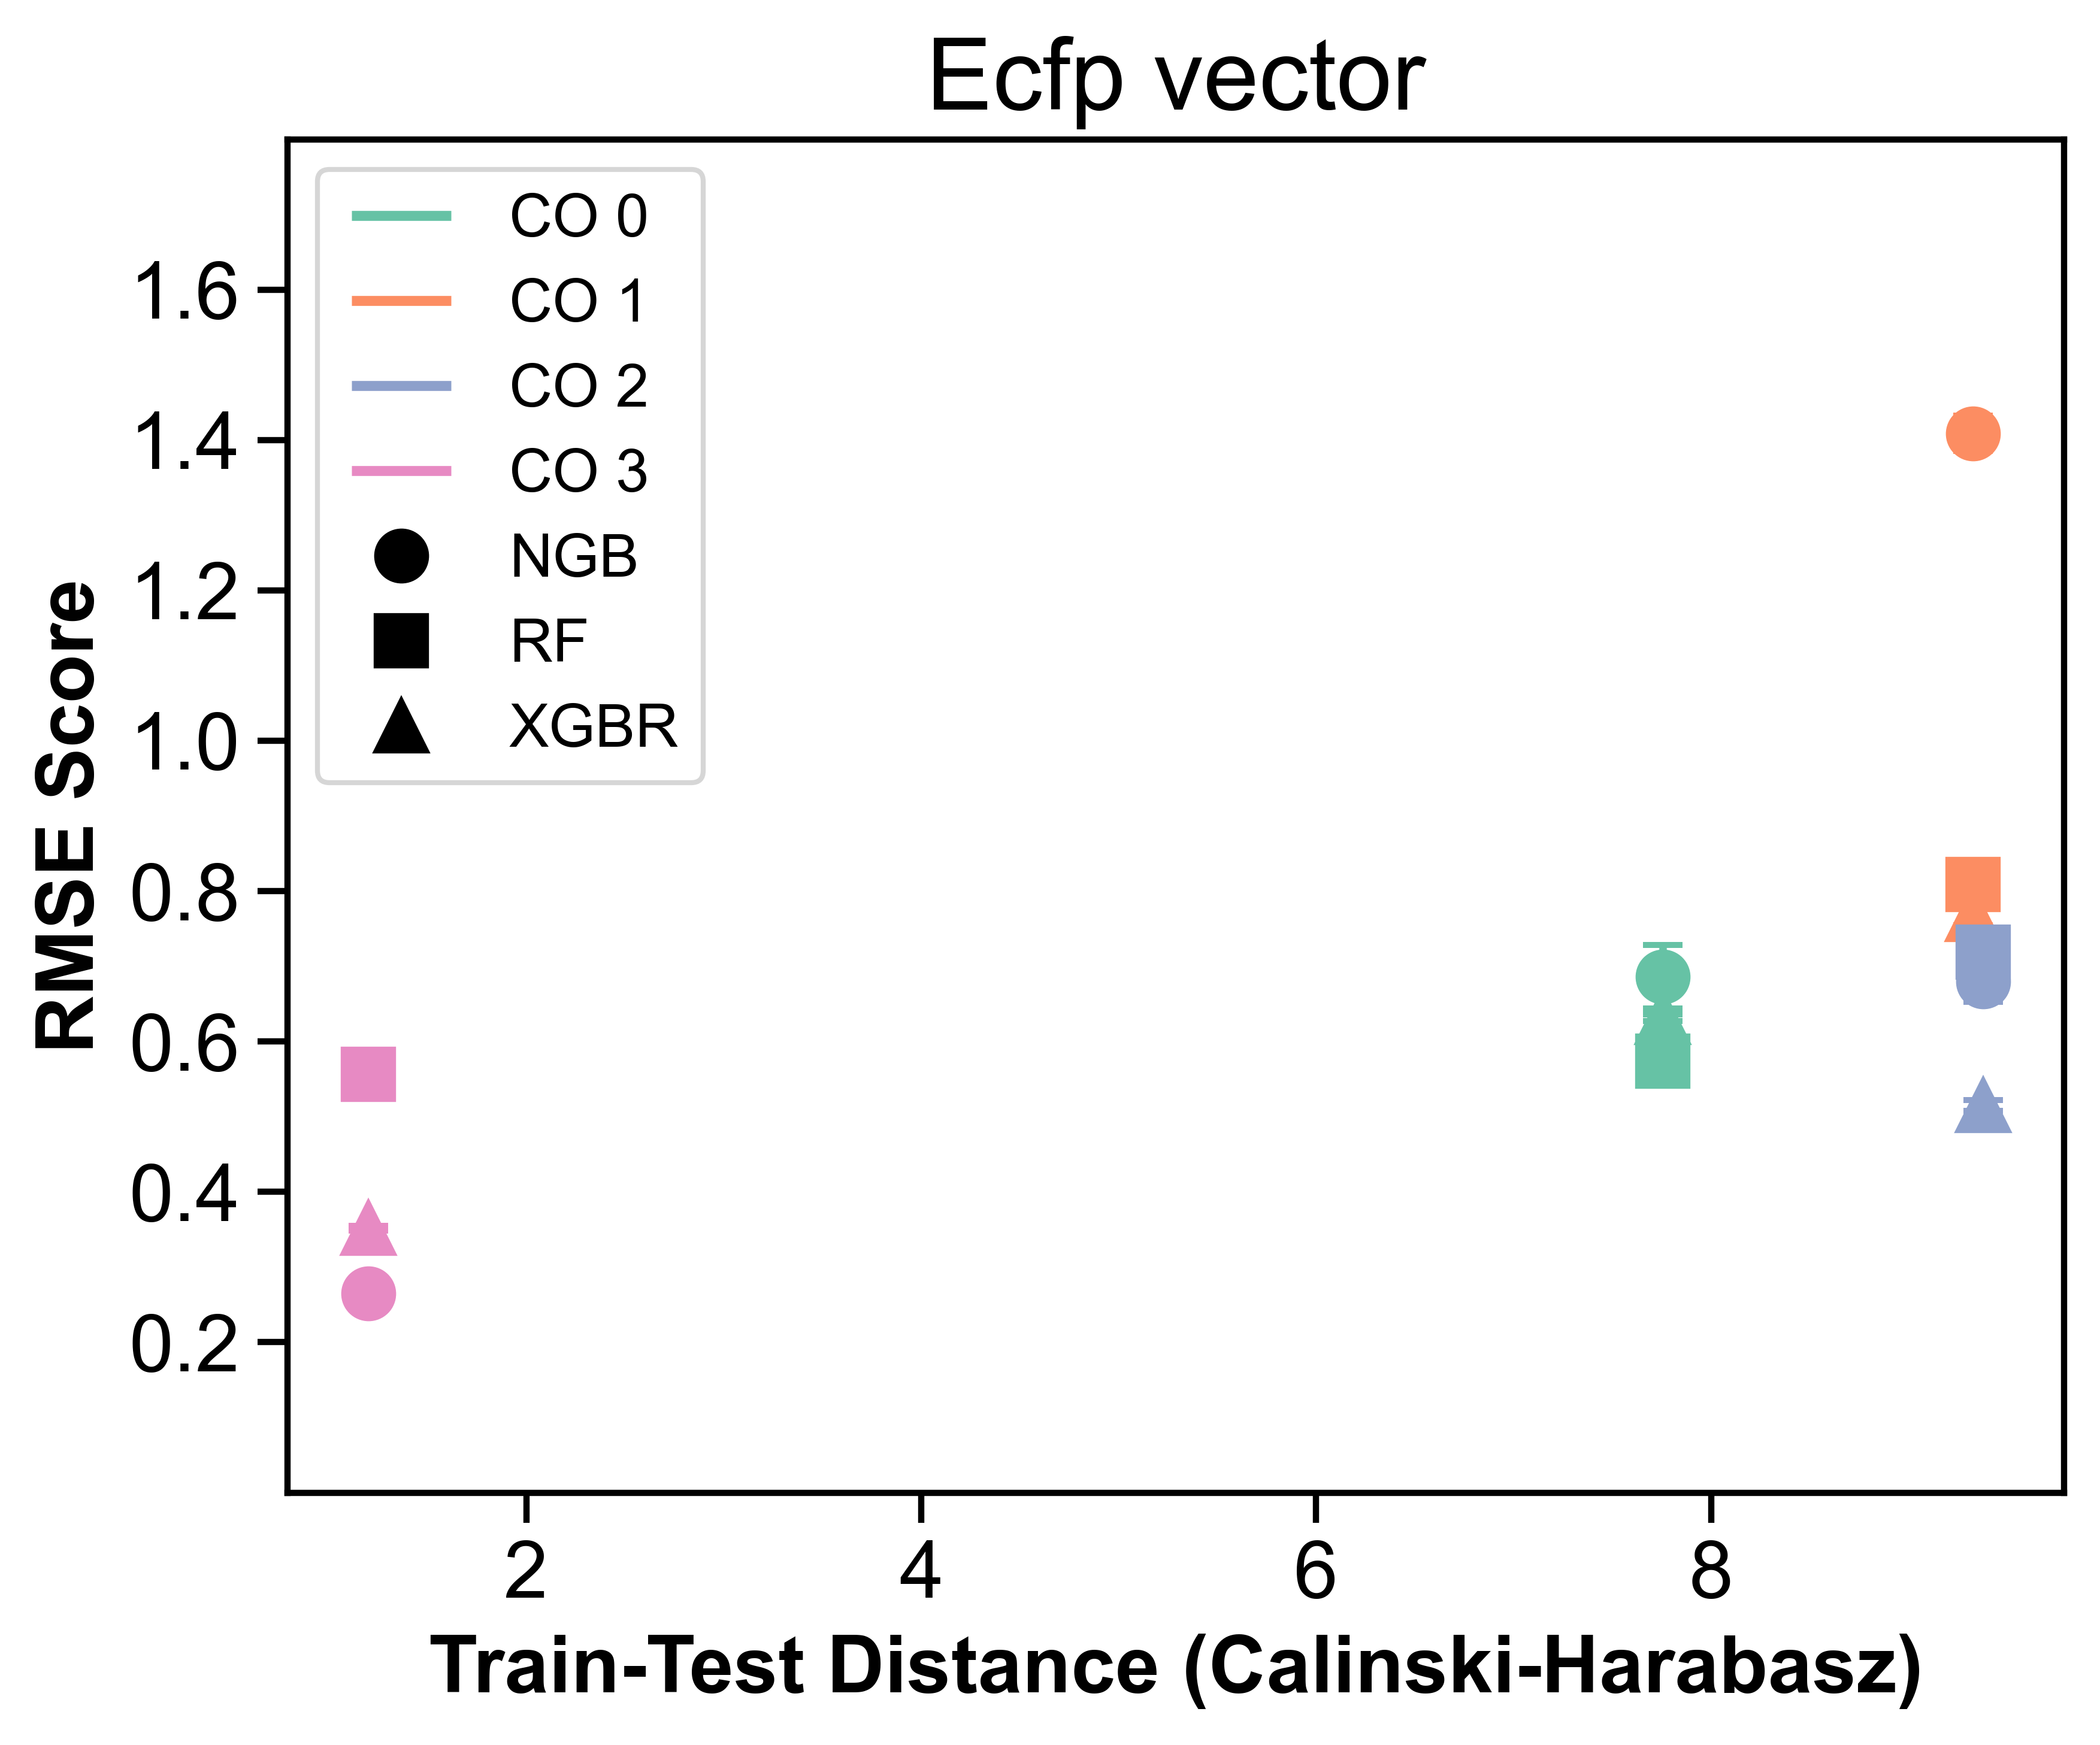 Ecfp vector
CO 0
CO 1
CO 2
CO 3
NGB
RF
XGBR
RMSE Score
1.6
1.4
1.2
1.0
0.8
0.6
0.4
0.2
2 4 6 8
Train-Test Distance (Calinski-Harabasz)